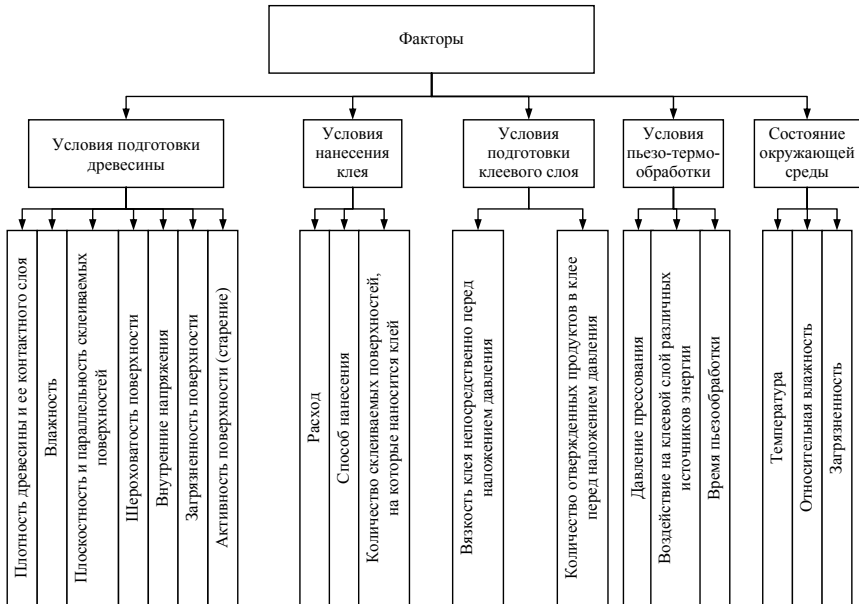 Факторы
Условия подготовки
древесины
Условия
нанесения
клея
Условия
подготовки
клеевого слоя
Условия
пьезо-термо-
обработки
Состояние
окружающей
среды
Плотность древесины и ее контактного слоя
Влажность
Плоскостность и параллельность склеиваемых
поверхностей
Шероховатость поверхности
Внутренние напряжения
Загрязненность поверхности
Активность поверхности (старение)
Расход
Способ нанесения
Количество склеиваемых поверхностей,
на которые наносится клей
Вязкость клея непосредственно перед
наложением давления
Количество отвержденных продуктов в клее
перед наложением давления
Давление прессования
Воздействие на клеевой слой различных
источников энергии
Время пьезообработки
Температура
Относительная влажность
Загрязненность